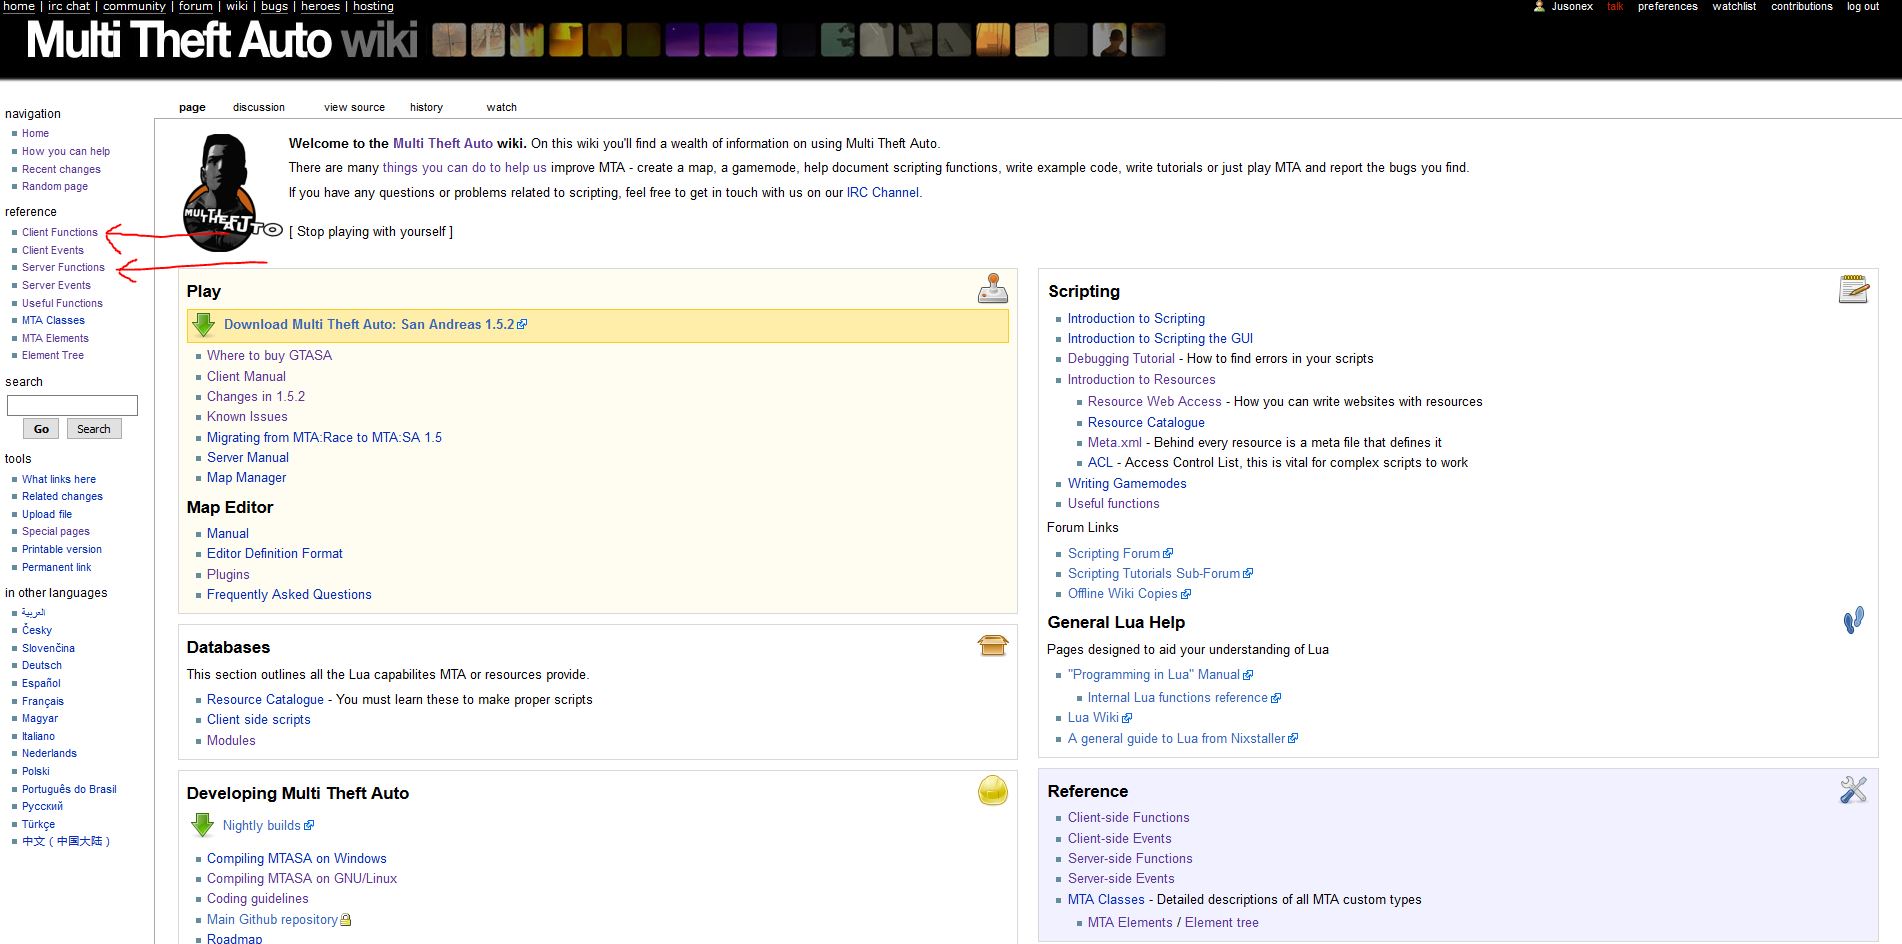 home | irc chat | community | forum | wiki | bugs | heroes | hosting
Jusonex talk preferences watchlist contributions log out
Multi Theft Auto wiki
page discussion view source history watch
navigation
Home
How you can help
Recent changes
Random page
reference
Client Functions
Client Events
Server Functions
Server Events
Useful Functions
MTA Classes
MTA Elements
Element Tree
search
Go Search
tools
What links here
Related changes
Upload file
Special pages
Printable version
Permanent link
in other languages
العربية
Česky
Slovenčina
Deutsch
Español
Français
Magyar
Italiano
Nederlands
Polski
Português do Brasil
Русский
Türkçe
中文（中国大陆）
MULTI THEFT AUTO
Welcome to the Multi Theft Auto wiki. On this wiki you'll find a wealth of information on using Multi Theft Auto.
There are many things you can do to help us improve MTA - create a map, a gamemode, help document scripting functions, write example code, write tutorials or just play MTA and report the bugs you find.
If you have any questions or problems related to scripting, feel free to get in touch with us on our IRC Channel.
[ Stop playing with yourself ]
Play
Download Multi Theft Auto: San Andreas 1.5.2
Where to buy GTASA
Client Manual
Changes in 1.5.2
Known Issues
Migrating from MTA:Race to MTA:SA 1.5
Server Manual
Map Manager
Map Editor
Manual
Editor Definition Format
Plugins
Frequently Asked Questions
Databases
This section outlines all the Lua capabilites MTA or resources provide.
Resource Catalogue - You must learn these to make proper scripts
Client side scripts
Modules
Developing Multi Theft Auto
Nightly builds
Compiling MTASA on Windows
Compiling MTASA on GNU/Linux
Coding guidelines
Main Github repository
Roadmap
Scripting
Introduction to Scripting
Introduction to Scripting the GUI
Debugging Tutorial - How to find errors in your scripts
Introduction to Resources
Resource Web Access - How you can write websites with resources
Resource Catalogue
Meta.xml - Behind every resource is a meta file that defines it
ACL - Access Control List, this is vital for complex scripts to work
Writing Gamemodes
Useful functions
Forum Links
Scripting Forum
Scripting Tutorials Sub-Forum
Offline Wiki Copies
General Lua Help
Pages designed to aid your understanding of Lua
"Programming in Lua" Manual
Internal Lua functions reference
Lua Wiki
A general guide to Lua from Nixstaller
Reference
Client-side Functions
Client-side Events
Server-side Functions
Server-side Events
MTA Classes - Detailed descriptions of all MTA custom types
MTA Elements / Element tree